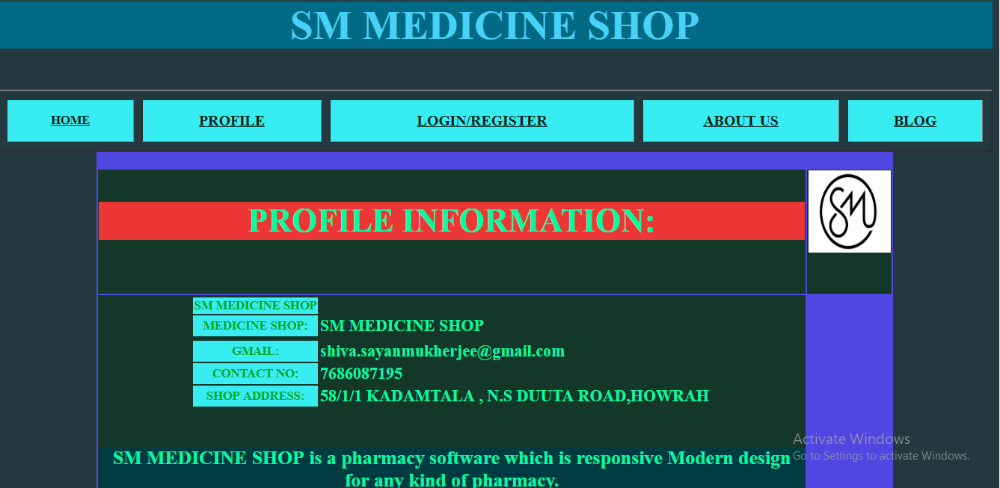 SM MEDICINE SHOP
HOME PROFILE LOGIN/REGISTER ABOUT US BLOG
SM
PROFILE INFORMATION:
SM MEDICINE SHOP
MEDICINE SHOP: SM MEDICINE SHOP
GMAIL: shiva.sayanmukherjee@gmail.com
CONTACT NO: 7686087195
SHOP ADDRESS: 58/1/1 KADAMTALA , N.S DUUTA ROAD,HOWRAH
Activate Windows
Go to Settings to activate Windows.
SM MEDICINE SHOP is a pharmacy software which is responsive Modern design
for any kind of pharmacy.